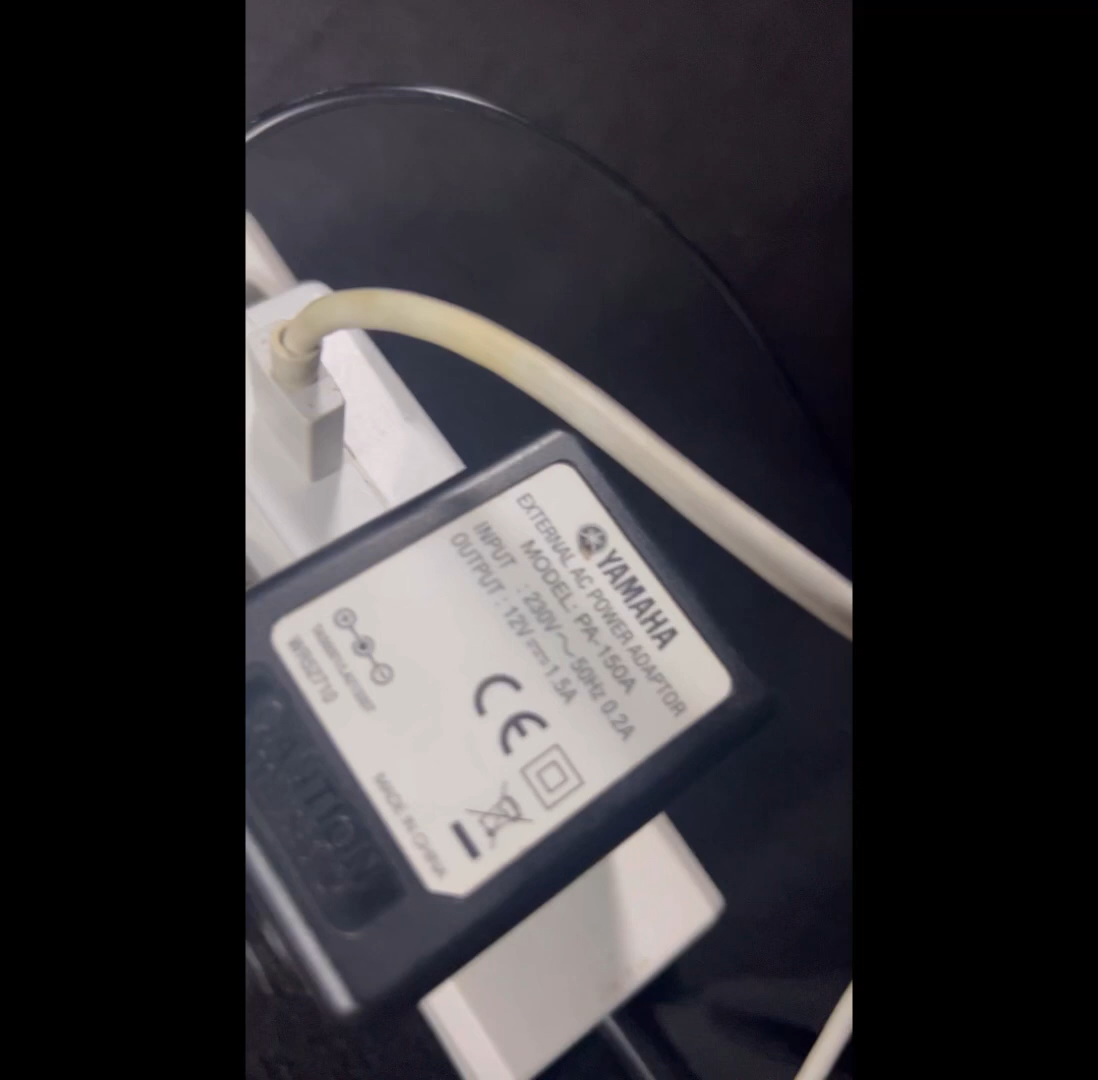 YAMAHA
EXTERNAL AC POWER ADAPTOR
MODEL: PA-150A
INPUT : 230V～50Hz 0.2A
OUTPUT : 12V⎓1.5A
CE
MADE IN CHINA
CAUTION